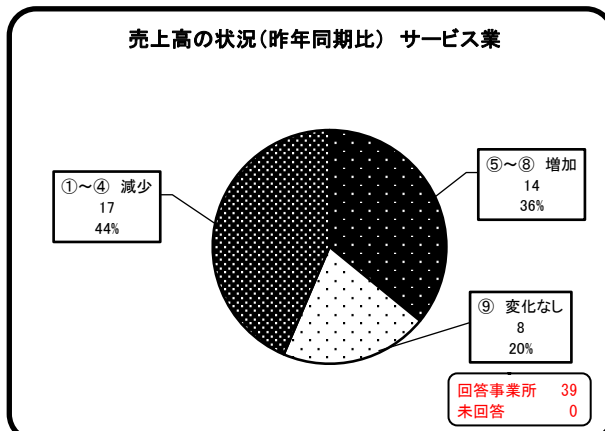 売上高の状況(昨年同期比) サービス業
①～④ 減少
17
44%
⑤～⑧ 増加
14
36%
⑨ 変化なし
8
20%
回答事業所 39
未回答 0